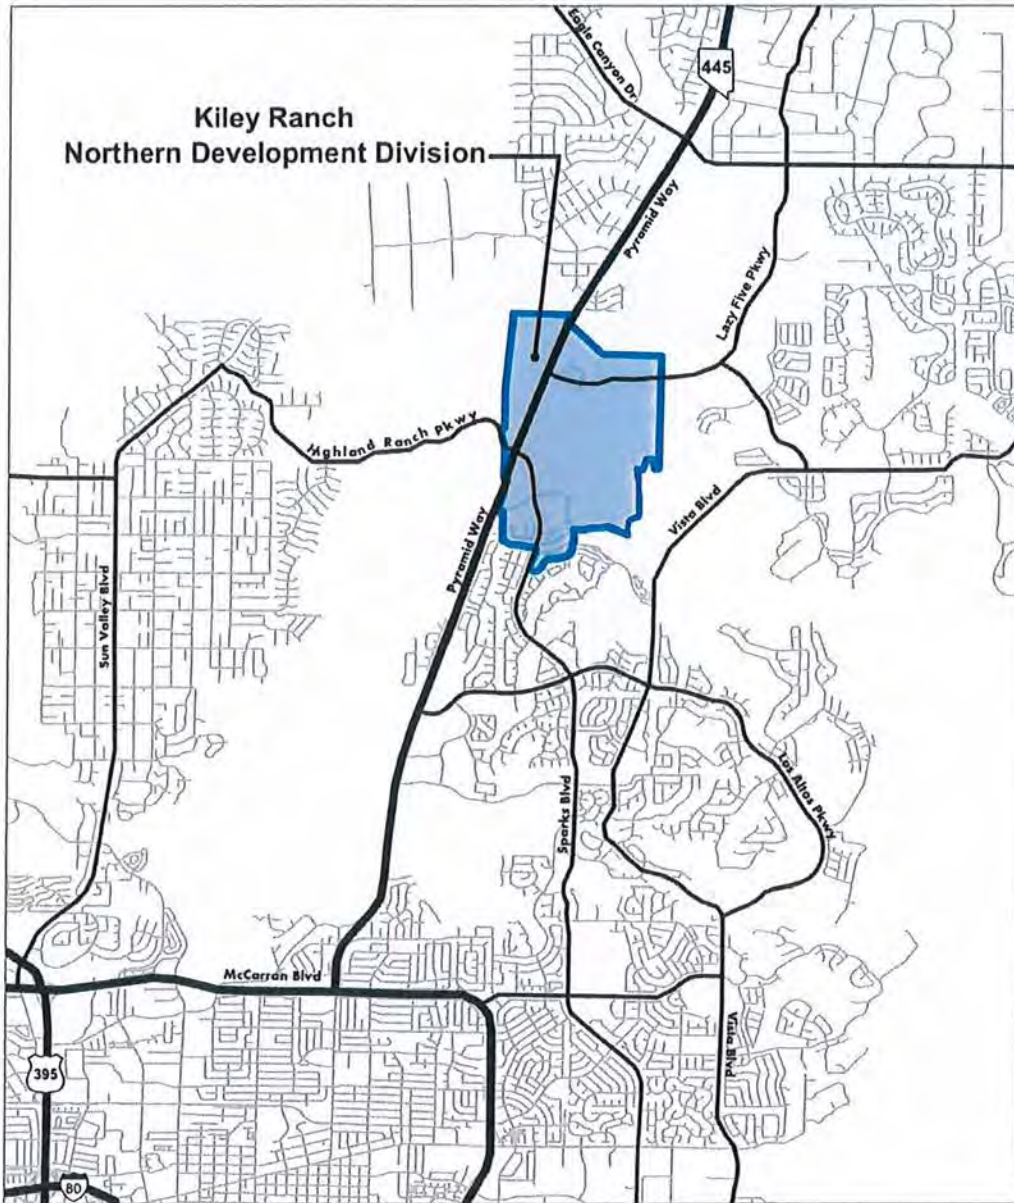 Eagle Canyon Dr.
445
Kiley Ranch
Northern Development Division
Pyramid Way
Lazy Five Pkwy
Highland Ranch Pkwy
Vista Blvd
Pyramid Way
Sun Valley Blvd
Los Altos Pkwy
Sparks Blvd
McCarran Blvd
Vista Blvd
395
80